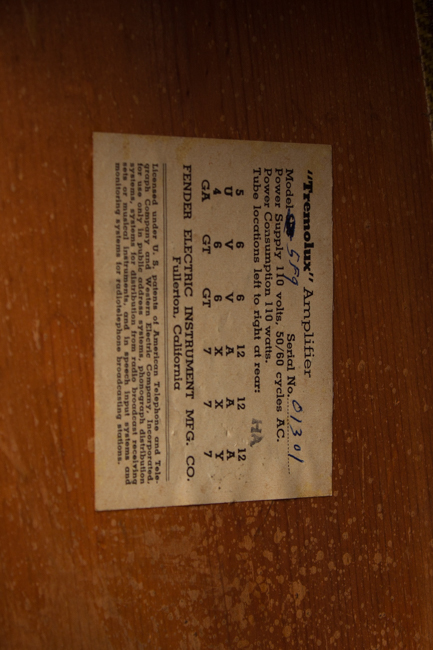 "Tremolux" Amplifier
Model 5F9 Serial No. 01301
Power Supply 110 volts, 50/60 cycles AC.
Power Consumption 110 watts.
Tube locations left to right at rear: HA
5 6 6 12 12 12
U V V A A A
4 6 6 X X Y
GA GT GT 7 7 7
FENDER ELECTRIC INSTRUMENT MFG. CO.
Fullerton, California
Licensed under U. S. patents of American Telephone and Tele-
graph Company and Western Electric Company, Incorporated,
for use only in public address systems, phonograph distribution
systems, systems for distribution from radio broadcast receiving
sets or musical instruments, and in speech input systems and
monitoring systems for radiotelephone broadcasting stations.